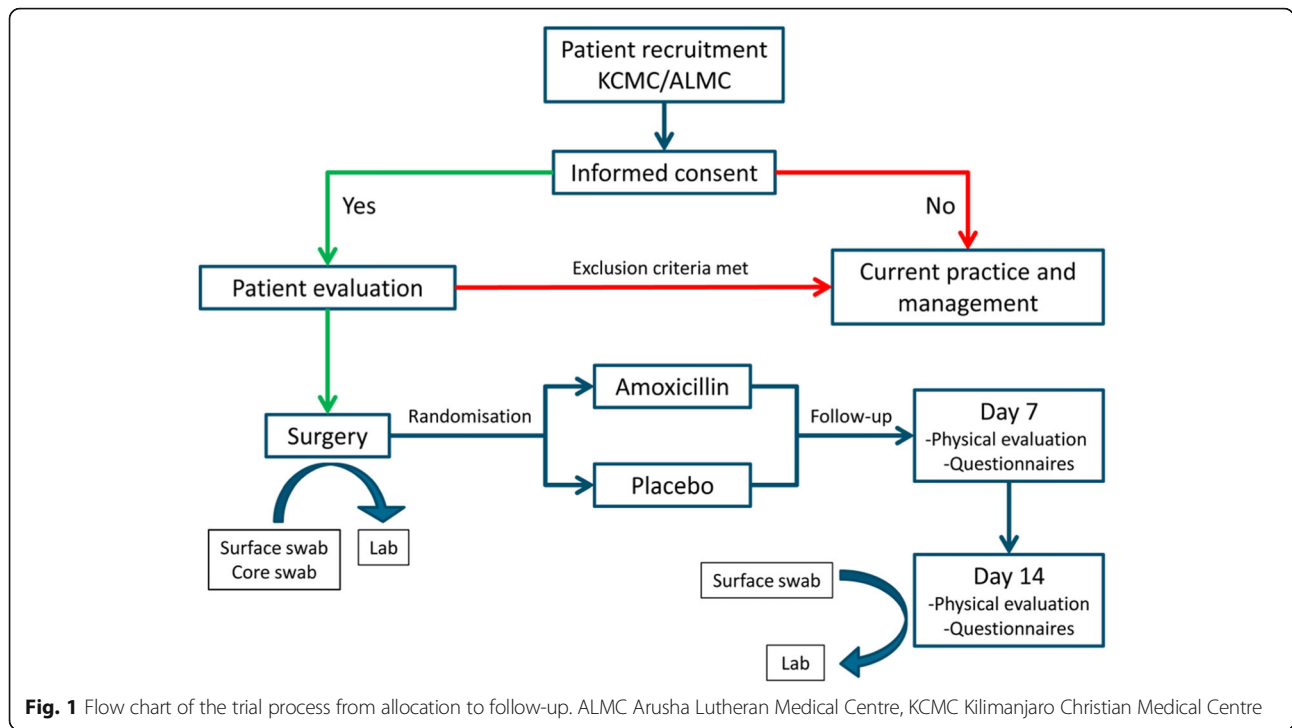 Patient recruitment
KCMC/ALMC
Informed consent
Yes
No
Patient evaluation
Exclusion criteria met
Current practice and
management
Surgery
Randomisation
Amoxicillin
Placebo
Follow-up
Day 7
-Physical evaluation
-Questionnaires
Surface swab
Core swab
Lab
Day 14
-Physical evaluation
-Questionnaires
Surface swab
Lab
Fig. 1 Flow chart of the trial process from allocation to follow-up. ALMC Arusha Lutheran Medical Centre, KCMC Kilimanjaro Christian Medical Centre